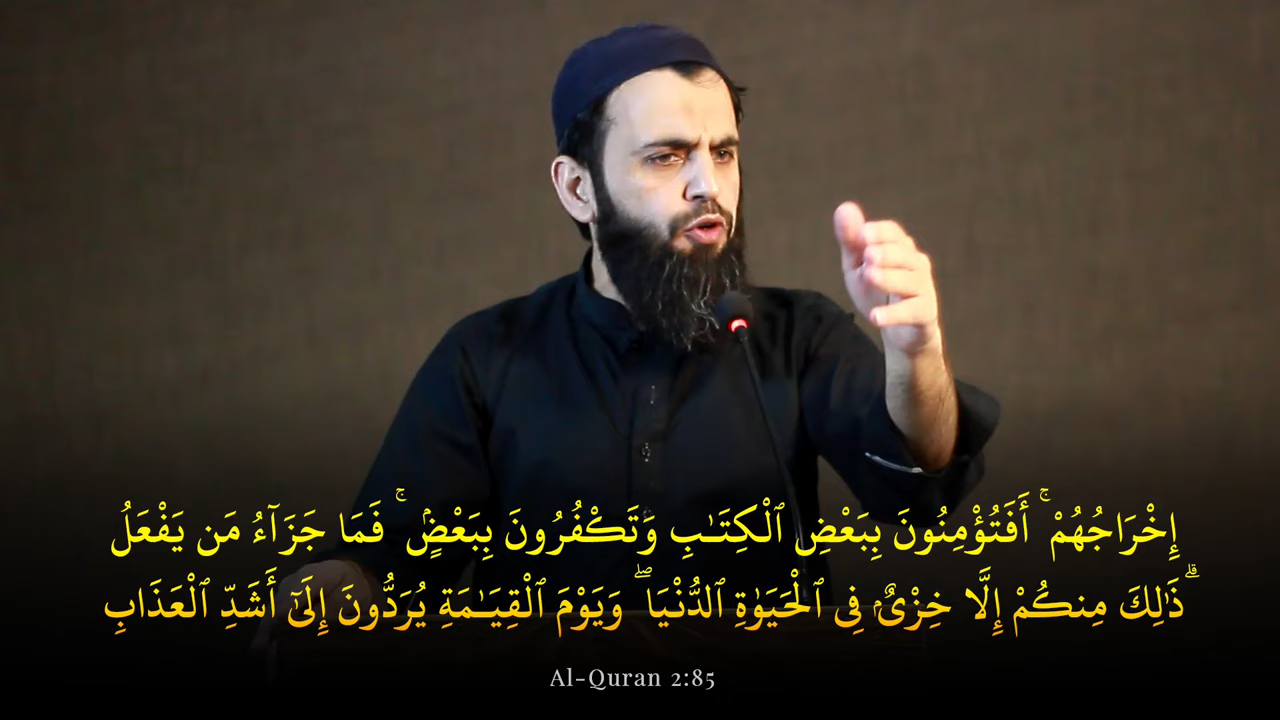 إِخْرَاجُهُمْ ۚ أَفَتُؤْمِنُونَ بِبَعْضِ ٱلْكِتَـٰبِ وَتَكْفُرُونَ بِبَعْضٍۢ ۚ فَمَا جَزَآءُ مَن يَفْعَلُ
ذَٰلِكَ مِنكُمْ إِلَّا خِزْىٌۭ فِى ٱلْحَيَوٰةِ ٱلدُّنْيَا ۖ وَيَوْمَ ٱلْقِيَـٰمَةِ يُرَدُّونَ إِلَىٰٓ أَشَدِّ ٱلْعَذَابِ ۗ
Al-Quran 2:85